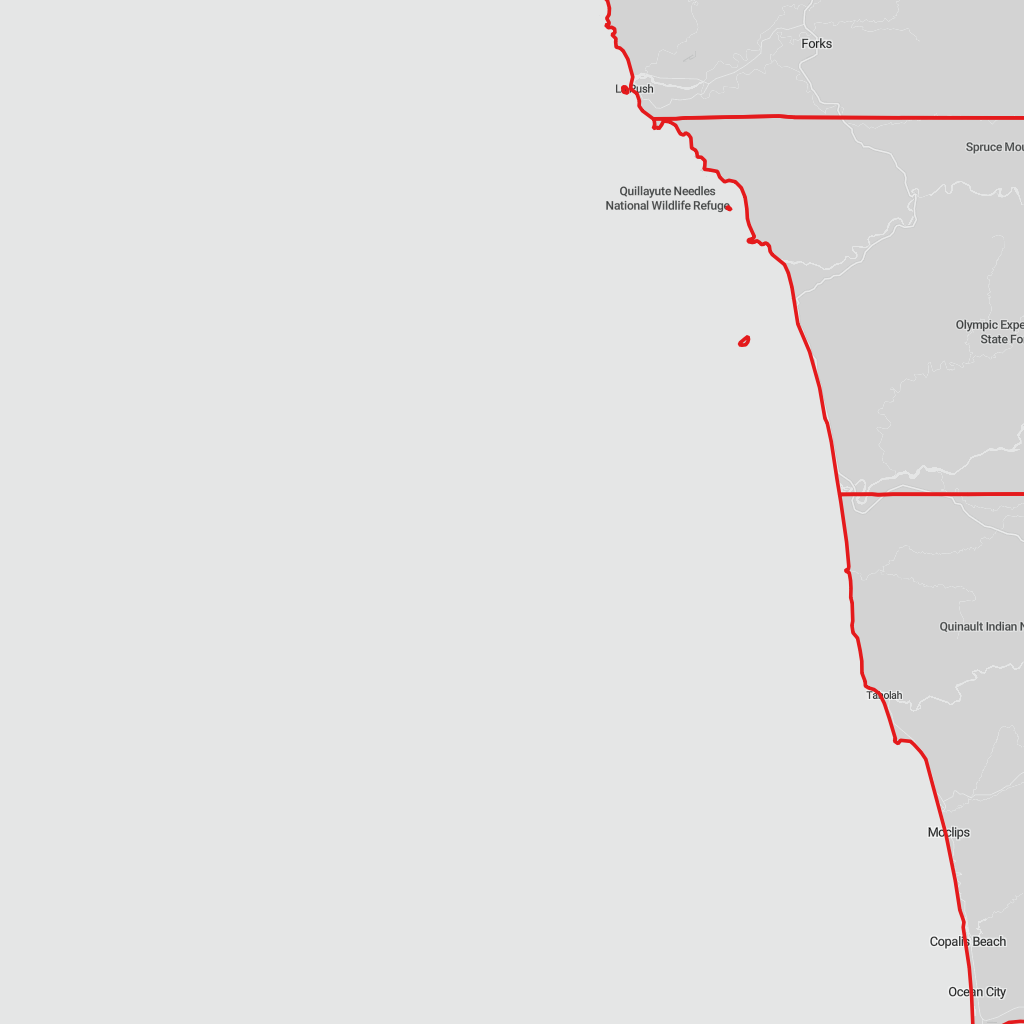 Forks
La Push
Spruce Mou
Quillayute Needles
National Wildlife Refuge
Olympic Expe
State Fo
Quinault Indian N
Taholah
Moclips
Copalis Beach
Ocean City